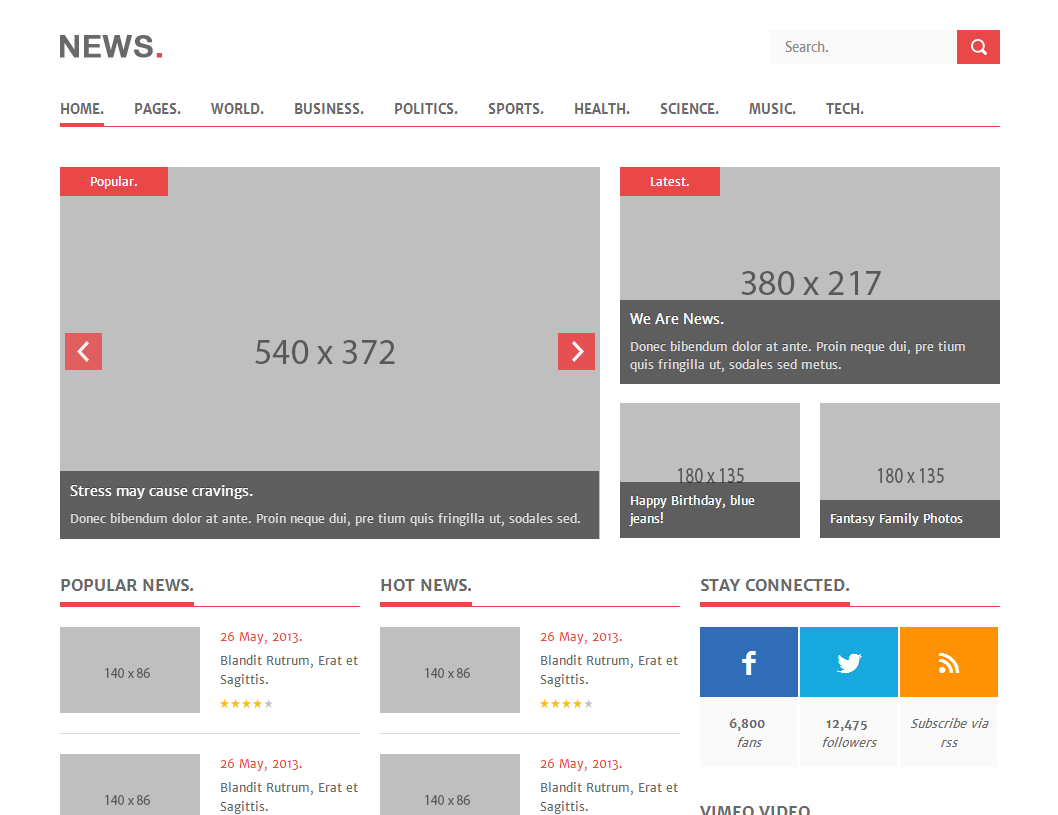 NEWS.
Search.
HOME. PAGES. WORLD. BUSINESS. POLITICS. SPORTS. HEALTH. SCIENCE. MUSIC. TECH.
Popular.
540 x 372
Stress may cause cravings.
Donec bibendum dolor at ante. Proin neque dui, pre tium quis fringilla ut, sodales sed.
Latest.
380 x 217
We Are News.
Donec bibendum dolor at ante. Proin neque dui, pre tium
quis fringilla ut, sodales sed metus.
180 x 135
Happy Birthday, blue
jeans!
180 x 135
Fantasy Family Photos
POPULAR NEWS.
140 x 86
26 May, 2013.
Blandit Rutrum, Erat et
Sagittis.
140 x 86
26 May, 2013.
Blandit Rutrum, Erat et
Sagittis.
HOT NEWS.
140 x 86
26 May, 2013.
Blandit Rutrum, Erat et
Sagittis.
140 x 86
26 May, 2013.
Blandit Rutrum, Erat et
Sagittis.
STAY CONNECTED.
6,800
fans
12,475
followers
Subscribe via
rss
VIMEO VIDEO